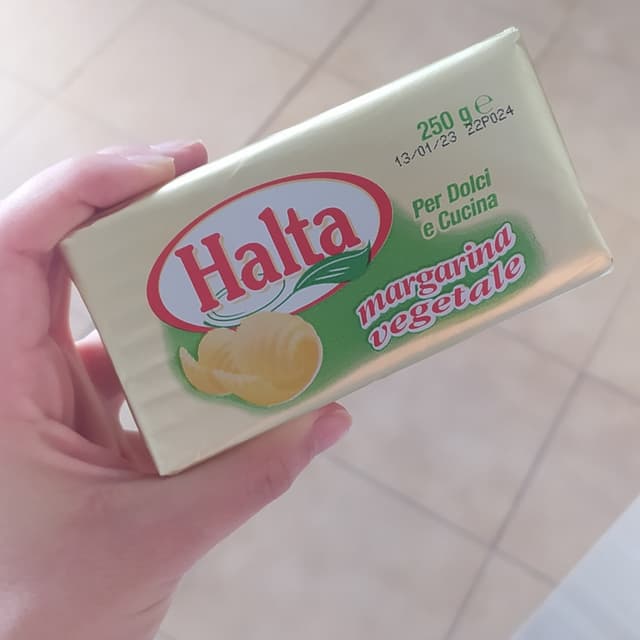 250 g e
13/01/23 22P024
Per Dolci
e Cucina
Halta
margarina
vegetale